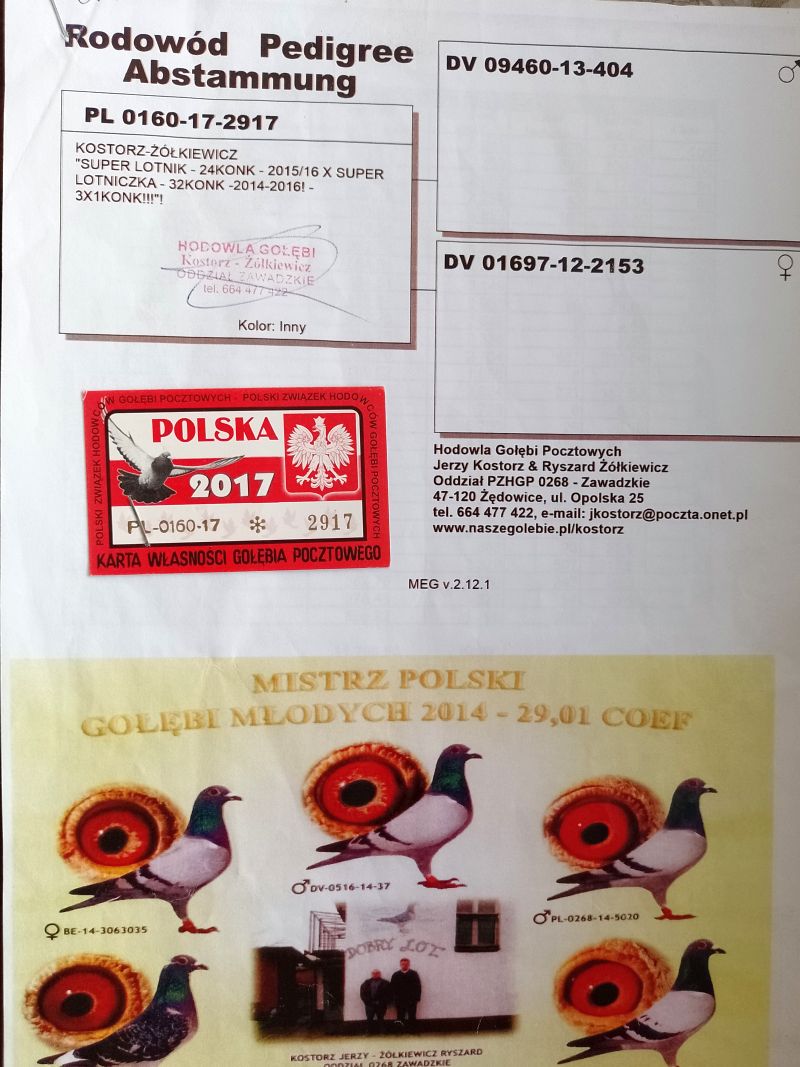 Rodowód Pedigree
Abstammung
PL 0160-17-2917
KOSTORZ-ŻÓŁKIEWICZ
"SUPER LOTNIK - 24KONK - 2015/16 X SUPER
LOTNICZKA - 32KONK -2014-2016! -
3X1KONK!!!"!
HODOWLA GOŁĘBI
Kostorz - Żółkiewicz
ODDZIAŁ ZAWADZKIE
tel. 664 477 422
Kolor: Inny
DV 09460-13-404
♂
DV 01697-12-2153
♀
POLSKI ZWIĄZEK HODOWCÓW GOŁĘBI POCZTOWYCH - POLSKI ZWIĄZEK HODOWCÓW GOŁĘBI POCZTOWYCH
POLSKA
2017
PL-0160-17 ✻ 2917
KARTA WŁASNOŚCI GOŁĘBIA POCZTOWEGO
Hodowla Gołębi Pocztowych
Jerzy Kostorz & Ryszard Żółkiewicz
Oddział PZHGP 0268 - Zawadzkie
47-120 Żędowice, ul. Opolska 25
tel. 664 477 422, e-mail: jkostorz@poczta.onet.pl
www.naszegolebie.pl/kostorz
MEG v.2.12.1
MISTRZ POLSKI
GOŁĘBI MŁODYCH 2014 - 29,01 COEF
♂DV-0516-14-37
♀ BE-14-3063035
♂PL-0268-14-5020
DOBRY LOT
KOSTORZ JERZY - ŻÓŁKIEWICZ RYSZARD
ODDZIAŁ 0268 ZAWADZKIE